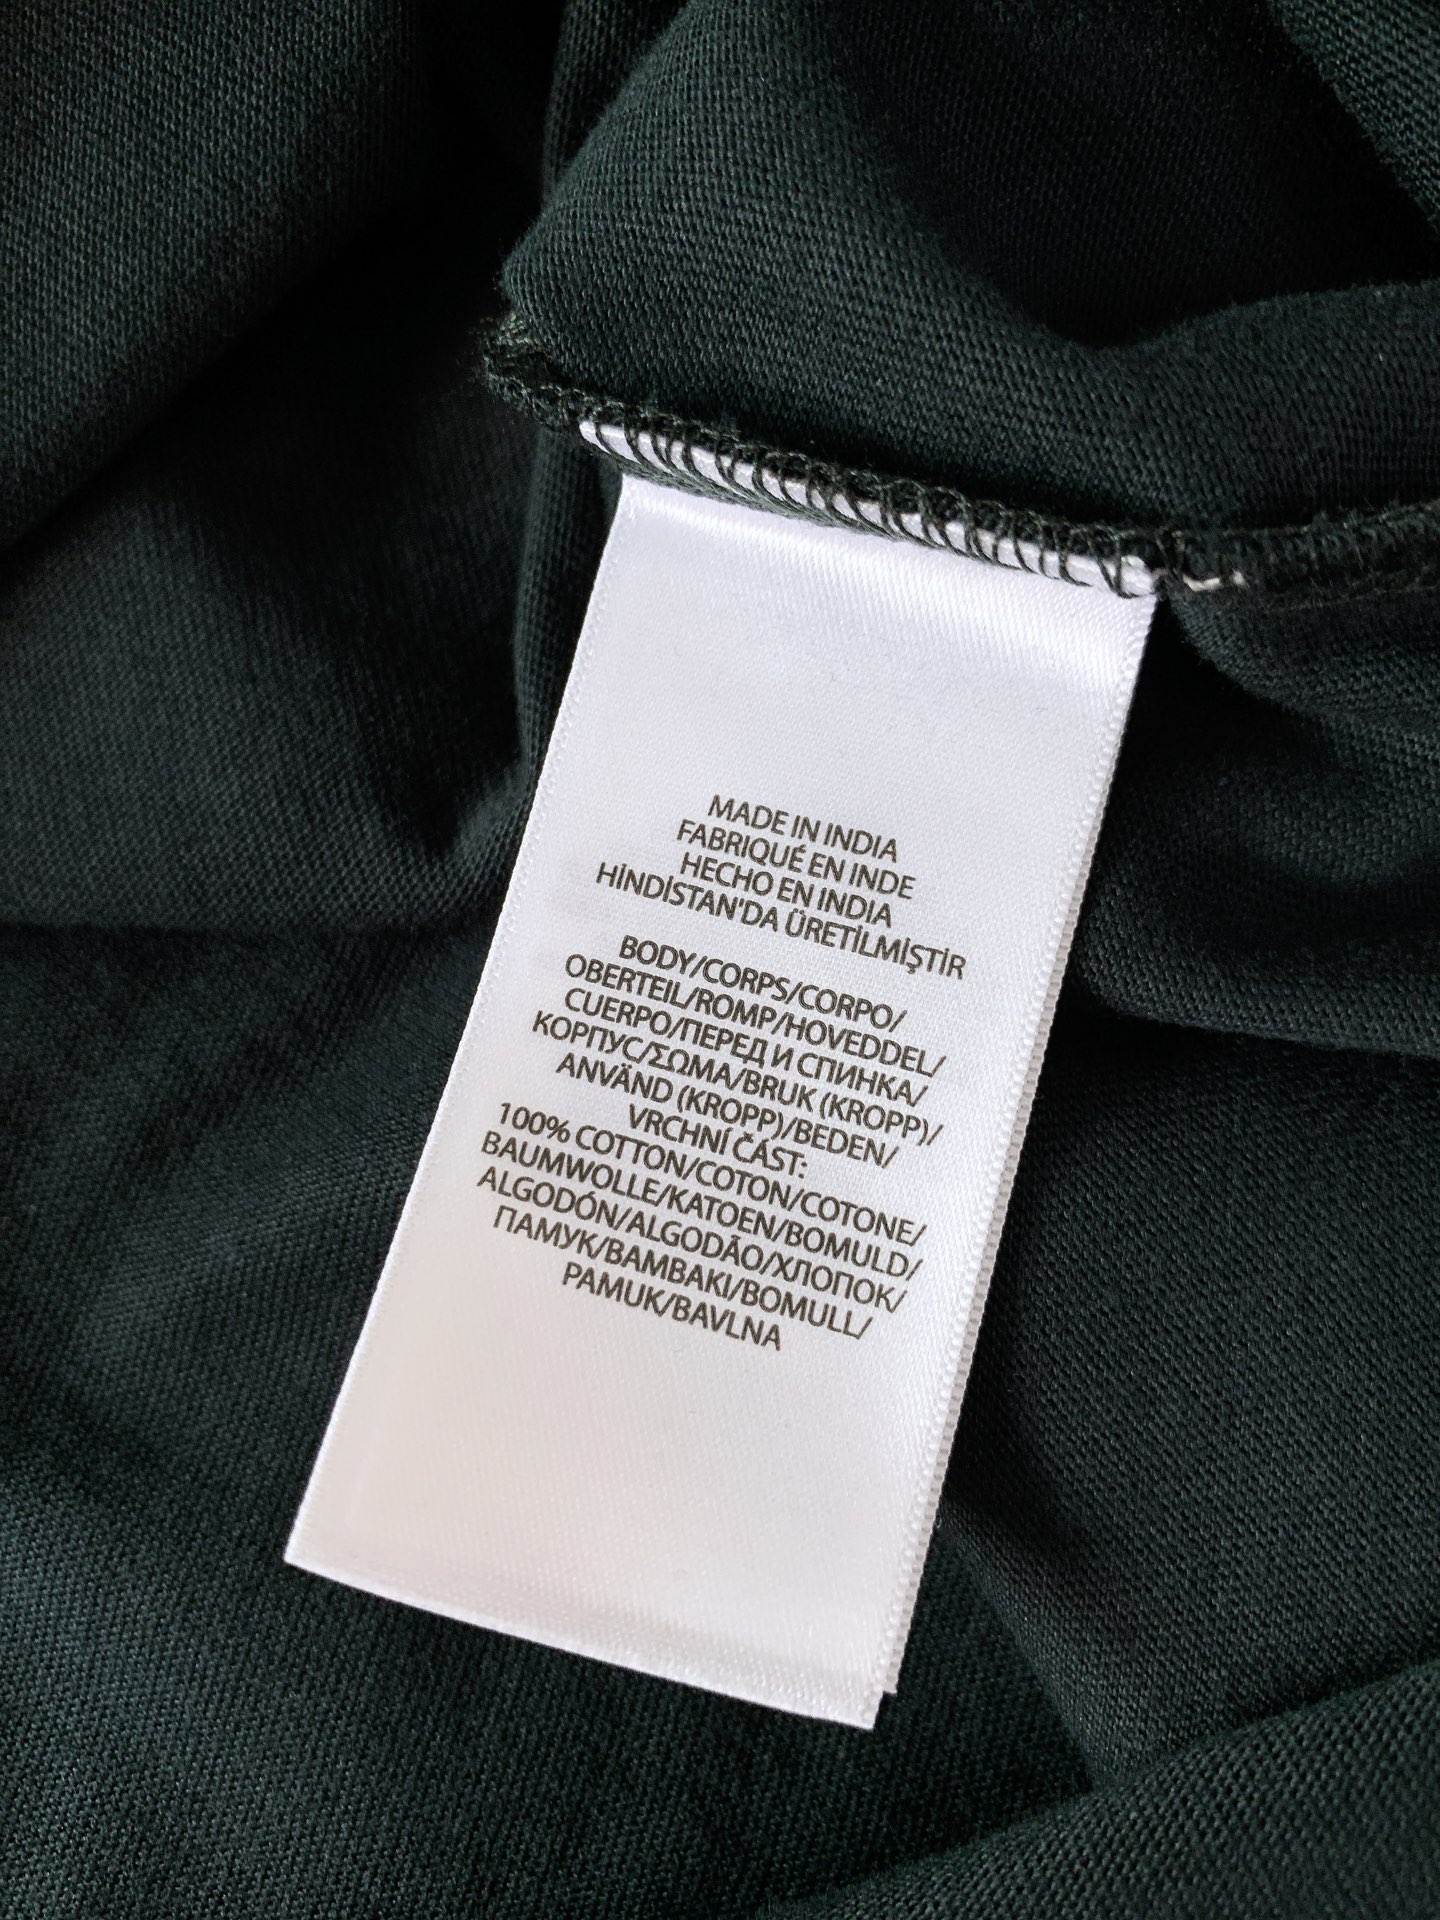 MADE IN INDIA
FABRIQUÉ EN INDE
HECHO EN INDIA
HİNDİSTAN'DA ÜRETİLMİŞTİR
BODY/CORPS/CORPO/
OBERTEIL/ROMP/HOVEDDEL/
CUERPO/ПЕРЕД И СПИНКА/
КОРПУС/ΣΩΜΑ/BRUK (KROPP)/
ANVÄND (KROPP)/BEDEN/
VRCHNÍ ČÁST:
100% COTTON/COTON/COTONE/
BAUMWOLLE/KATOEN/BOMULD/
ALGODÓN/ALGODÃO/ХЛОПОК/
ПАМУК/BAMBAKI/BOMULL/
PAMUK/BAVLNA